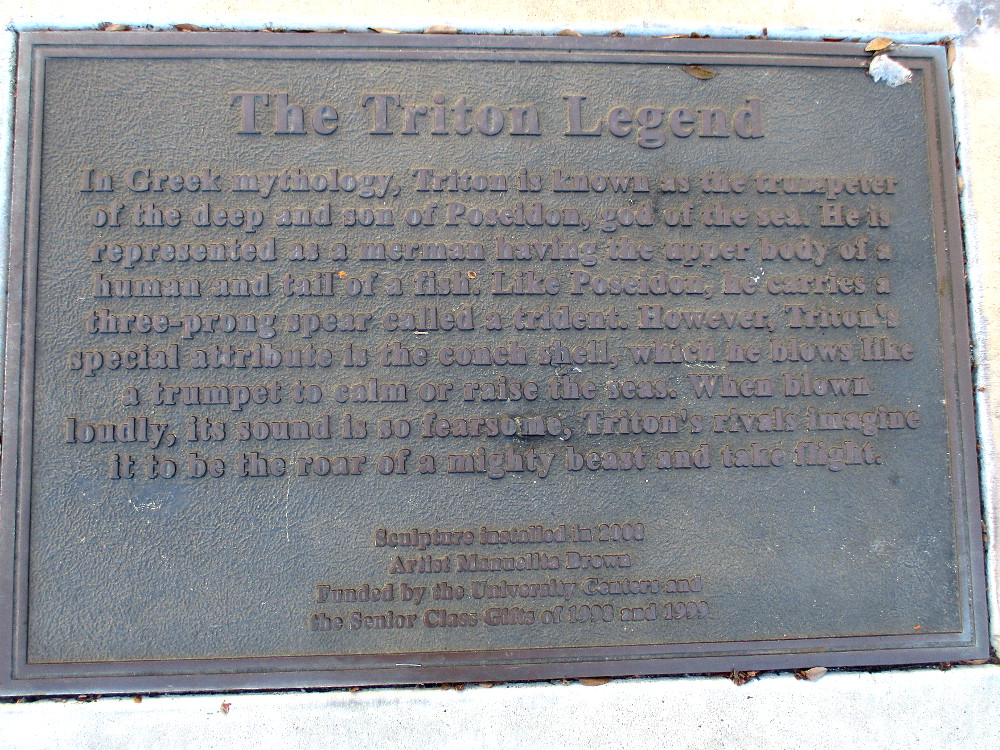 The Triton Legend
In Greek mythology, Triton is known as the trumpeter
of the deep and son of Poseidon, god of the sea. He is
represented as a merman having the upper body of a
human and tail of a fish. Like Poseidon, he carries a
three-prong spear called a trident. However, Triton's
special attribute is the conch shell, which he blows like
a trumpet to calm or raise the seas. When blown
loudly, its sound is so fearsome, Triton's rivals imagine
it to be the roar of a mighty beast and take flight.
Sculpture installed in 2008
Artist Manuelita Brown
Funded by the University Centers and
the Senior Class Gifts of 1998 and 1999